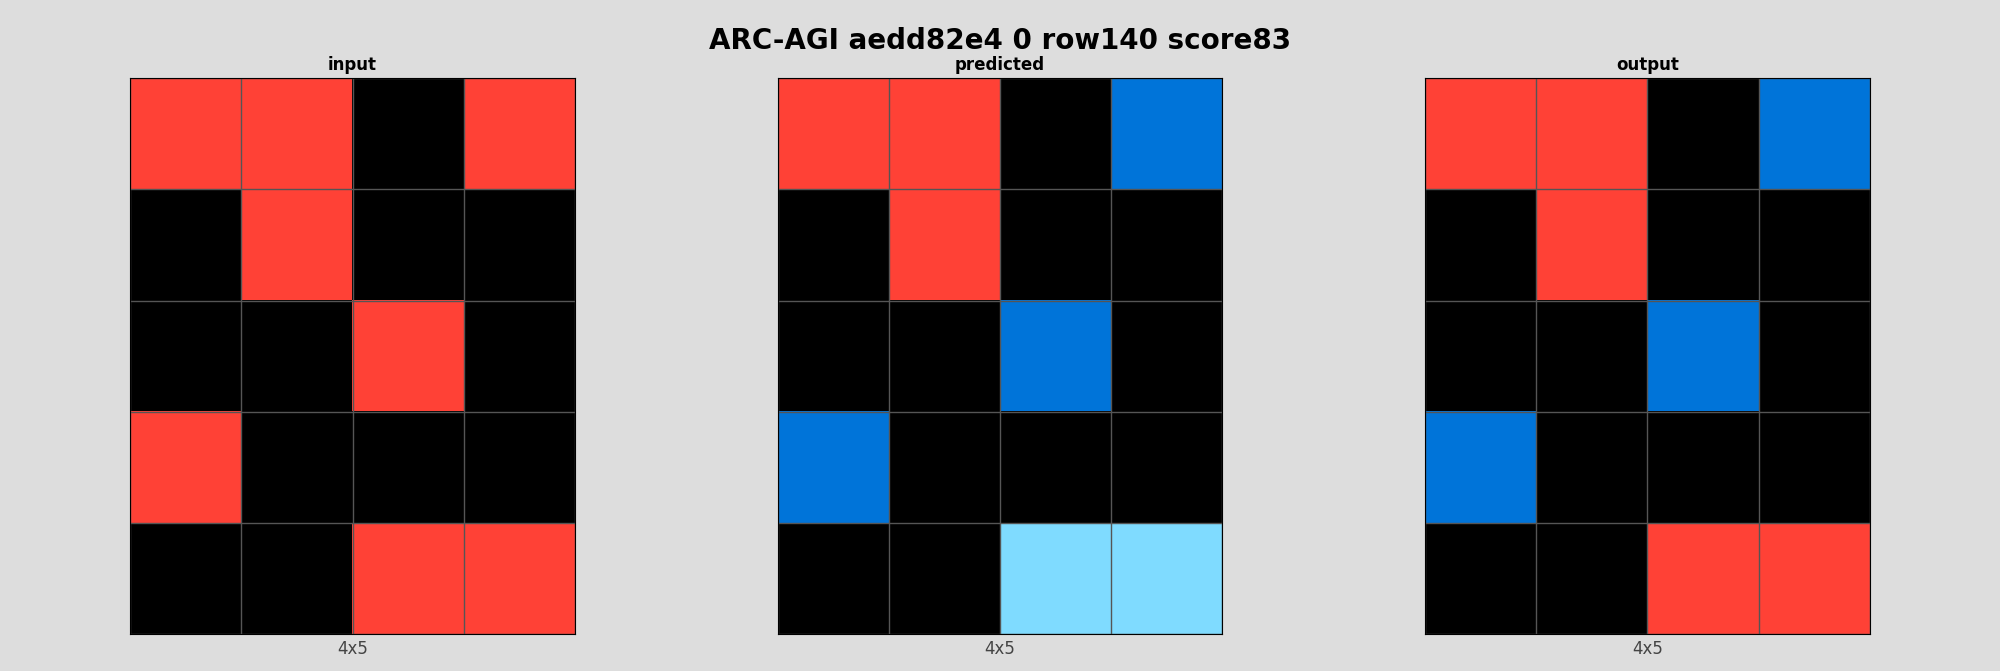 ARC-AGI aedd82e4 0 row140 score83
input
predicted
output
4x5
4x5
4x5